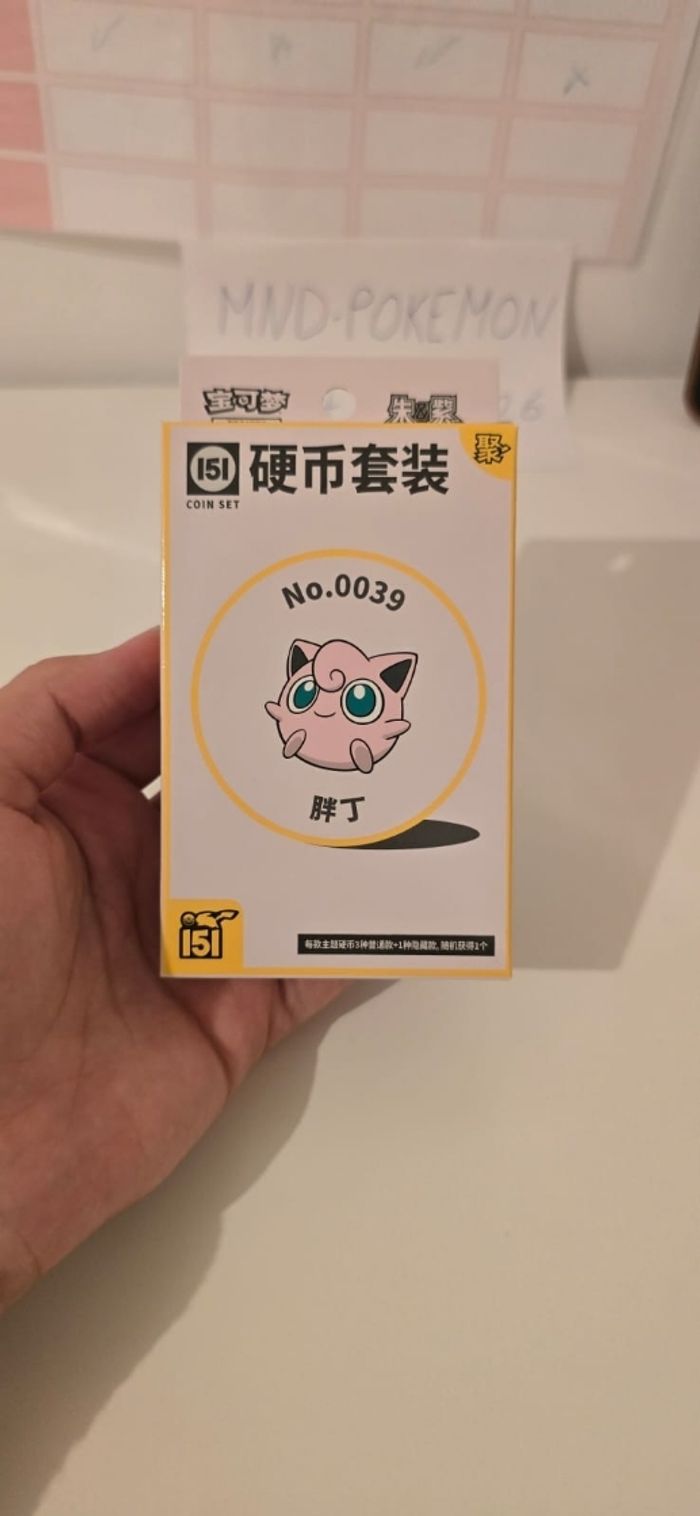 MND-POKEMON
26
宝可梦
朱 紫
151
硬币套装
聚
COIN SET
No.0039
胖丁
151
每款主题硬币3种普通款+1种隐藏款, 随机获得1个